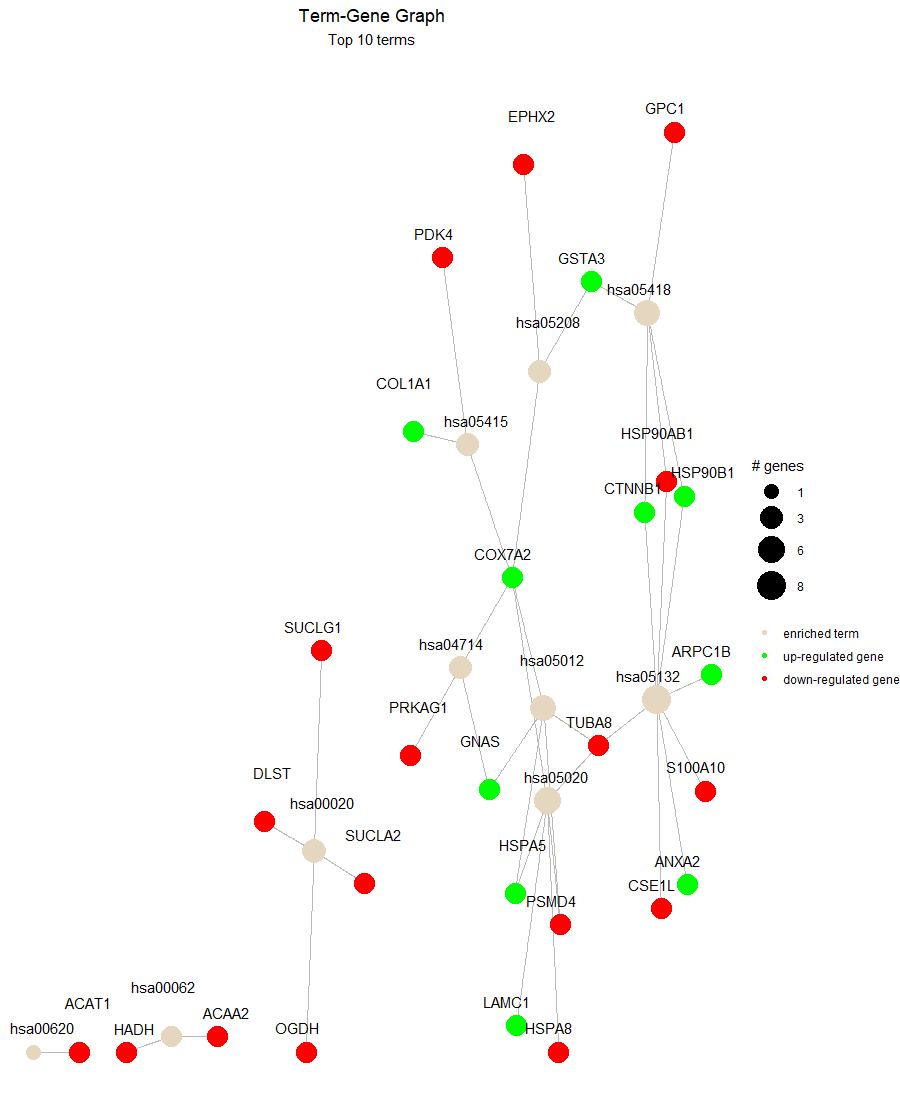 Term-Gene Graph
Top 10 terms
GPC1
EPHX2
PDK4
GSTA3
hsa05418
hsa05208
COL1A1
hsa05415
HSP90AB1
# genes
HSP90B1
CTNNB1
1
3
6
8
COX7A2
SUCLG1
enriched term
hsa04714
ARPC1B
up-regulated gene
hsa05012
hsa05132
down-regulated gene
PRKAG1
TUBA8
GNAS
S100A10
DLST
hsa05020
hsa00020
SUCLA2
HSPA5
ANXA2
CSE1L
PSMD4
hsa00062
ACAT1
LAMC1
ACAA2
hsa00620
HADH
OGDH
HSPA8